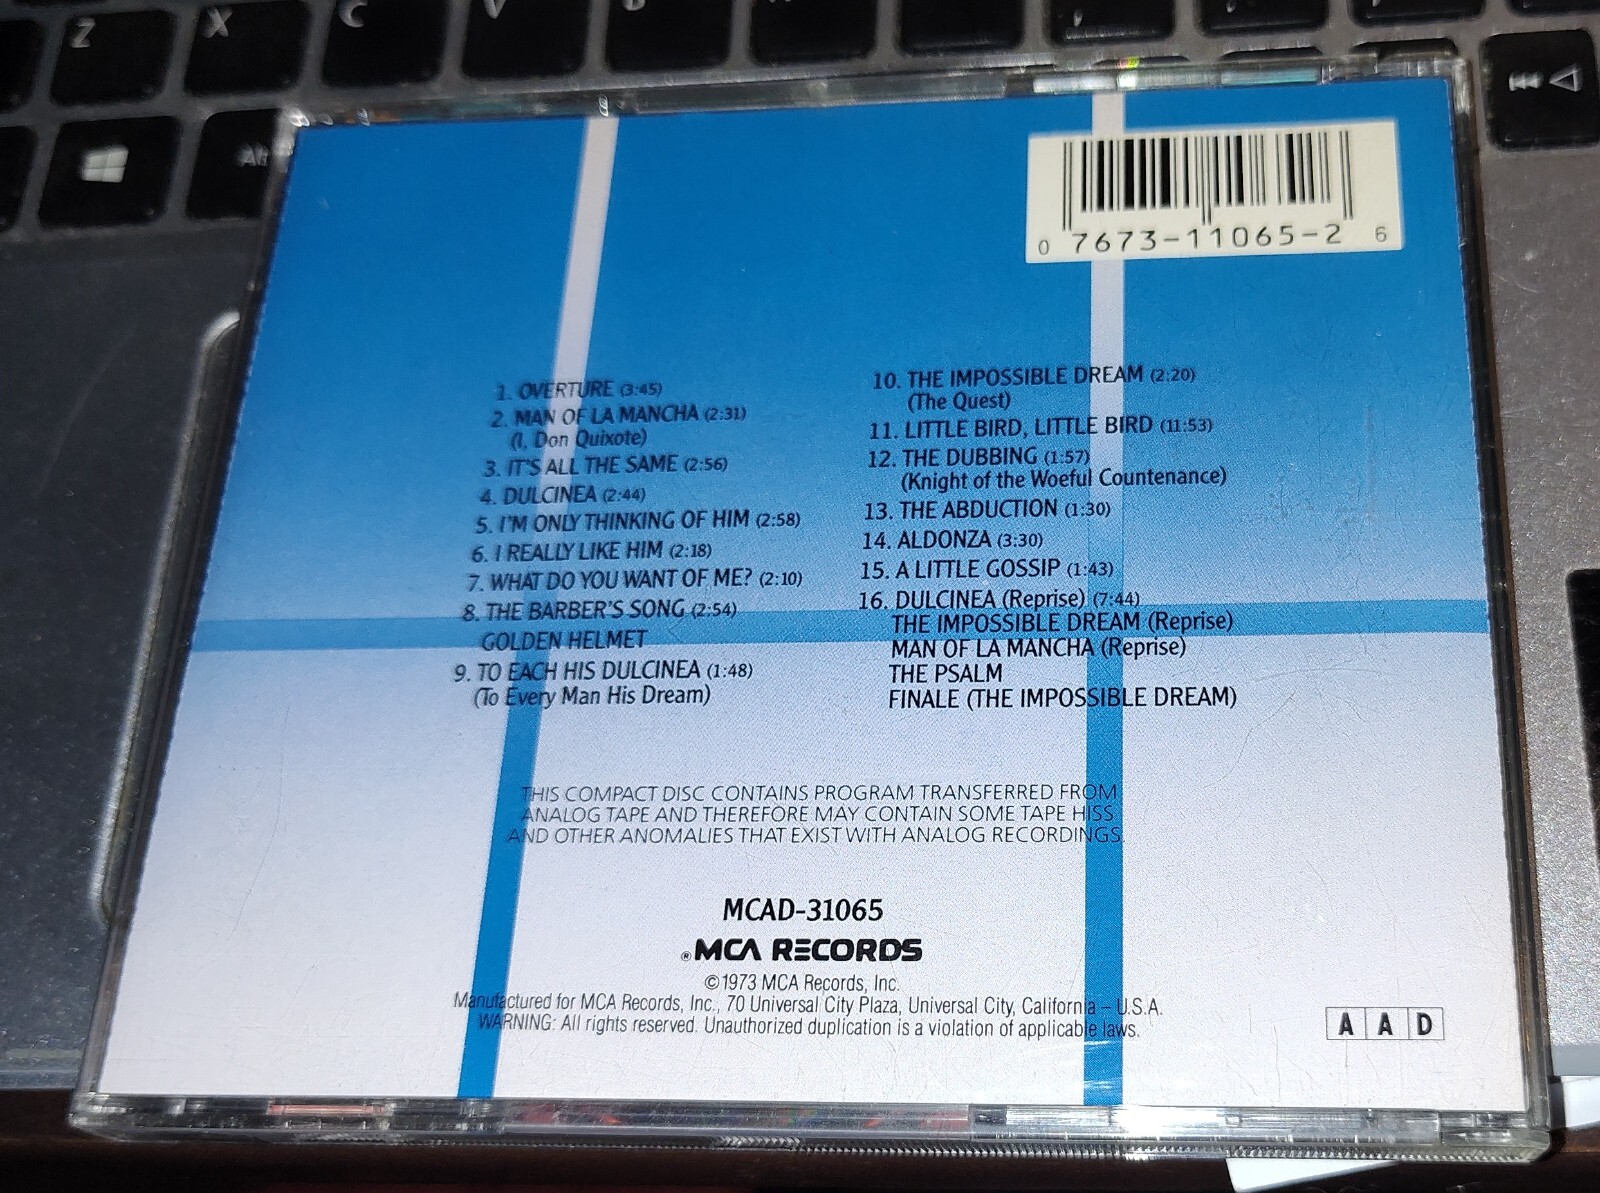 Z X C V B
Alt
0 7673-11065-2 6
1. OVERTURE (3:45)
2. MAN OF LA MANCHA (2:31)
(I, Don Quixote)
3. IT'S ALL THE SAME (2:56)
4. DULCINEA (2:44)
5. I'M ONLY THINKING OF HIM (2:58)
6. I REALLY LIKE HIM (2:18)
7. WHAT DO YOU WANT OF ME? (2:10)
8. THE BARBER'S SONG (2:54)
GOLDEN HELMET
9. TO EACH HIS DULCINEA (1:48)
(To Every Man His Dream)
10. THE IMPOSSIBLE DREAM (2:20)
(The Quest)
11. LITTLE BIRD, LITTLE BIRD (11:53)
12. THE DUBBING (1:57)
(Knight of the Woeful Countenance)
13. THE ABDUCTION (1:30)
14. ALDONZA (3:30)
15. A LITTLE GOSSIP (1:43)
16. DULCINEA (Reprise) (7:44)
THE IMPOSSIBLE DREAM (Reprise)
MAN OF LA MANCHA (Reprise)
THE PSALM
FINALE (THE IMPOSSIBLE DREAM)
THIS COMPACT DISC CONTAINS PROGRAM TRANSFERRED FROM
ANALOG TAPE AND THEREFORE MAY CONTAIN SOME TAPE HISS
AND OTHER ANOMALIES THAT EXIST WITH ANALOG RECORDINGS.
MCAD-31065
®MCA RECORDS
©1973 MCA Records, Inc.
Manufactured for MCA Records, Inc., 70 Universal City Plaza, Universal City, California – U.S.A.
WARNING: All rights reserved. Unauthorized duplication is a violation of applicable laws.
A A D